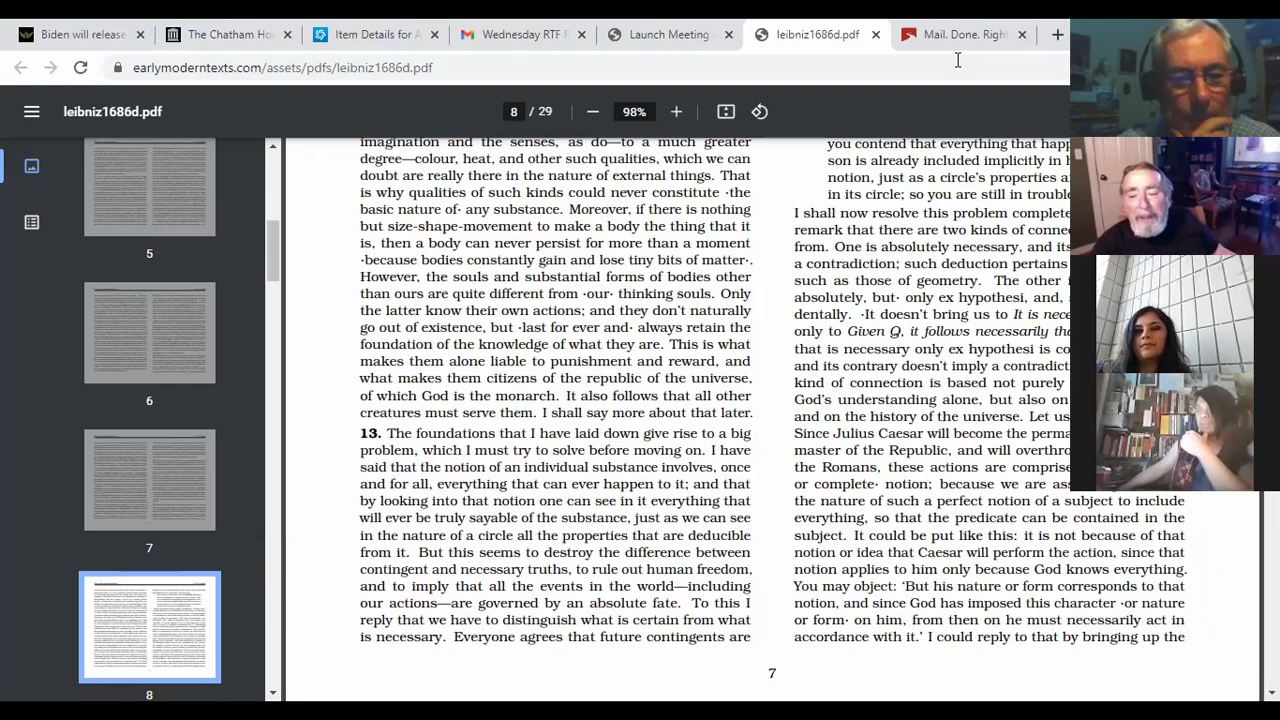 Biden will release
The Chatham Ho
Item Details for A
Wednesday RTF R
Launch Meeting -
leibniz1686d.pdf
Mail. Done. Righ
earlymoderntexts.com/assets/pdfs/leibniz1686d.pdf
leibniz1686d.pdf
8 / 29
98%
5
6
7
8
imagination and the senses, as do—to a much greater
degree—colour, heat, and other such qualities, which we can
doubt are really there in the nature of external things. That
is why qualities of such kinds could never constitute ·the
basic nature of· any substance. Moreover, if there is nothing
but size-shape-movement to make a body the thing that it
is, then a body can never persist for more than a moment
·because bodies constantly gain and lose tiny bits of matter·.
However, the souls and substantial forms of bodies other
than ours are quite different from ·our· thinking souls. Only
the latter know their own actions; and they don't naturally
go out of existence, but ·last for ever and· always retain the
foundation of the knowledge of what they are. This is what
makes them alone liable to punishment and reward, and
what makes them citizens of the republic of the universe,
of which God is the monarch. It also follows that all other
creatures must serve them. I shall say more about that later.
13. The foundations that I have laid down give rise to a big
problem, which I must try to solve before moving on. I have
said that the notion of an individual substance involves, once
and for all, everything that can ever happen to it; and that
by looking into that notion one can see in it everything that
will ever be truly sayable of the substance, just as we can see
in the nature of a circle all the properties that are deducible
from it. But this seems to destroy the difference between
contingent and necessary truths, to rule out human freedom,
and to imply that all the events in the world—including
our actions—are governed by an absolute fate. To this I
reply that we have to distinguish what is certain from what
is necessary. Everyone agrees that future contingents are
you contend that everything that hap
son is already included implicitly in h
notion, just as a circle's properties a
in its circle; so you are still in troubl
I shall now resolve this problem complete
remark that there are two kinds of conne
from. One is absolutely necessary, and its
a contradiction; such deduction pertains
such as those of geometry. The other i
absolutely, but· only ex hypothesi, and,
dentally. ·It doesn't bring us to It is nece
only to Given Q, it follows necessarily tha
that is necessary only ex hypothesi is co
and its contrary doesn't imply a contradict
kind of connection is based not purely
God's understanding alone, but also on
and on the history of the universe. Let us
Since Julius Caesar will become the perma
master of the Republic, and will overthro
the Romans, these actions are comprise
or complete· notion; because we are as
the nature of such a perfect notion of a subject to include
everything, so that the predicate can be contained in the
subject. It could be put like this: it is not because of that
notion or idea that Caesar will perform the action, since that
notion applies to him only because God knows everything.
You may object: 'But his nature or form corresponds to that
notion, and since God has imposed this character ·or nature
or form· on him, from then on he must necessarily act in
accordance with it.' I could reply to that by bringing up the
7